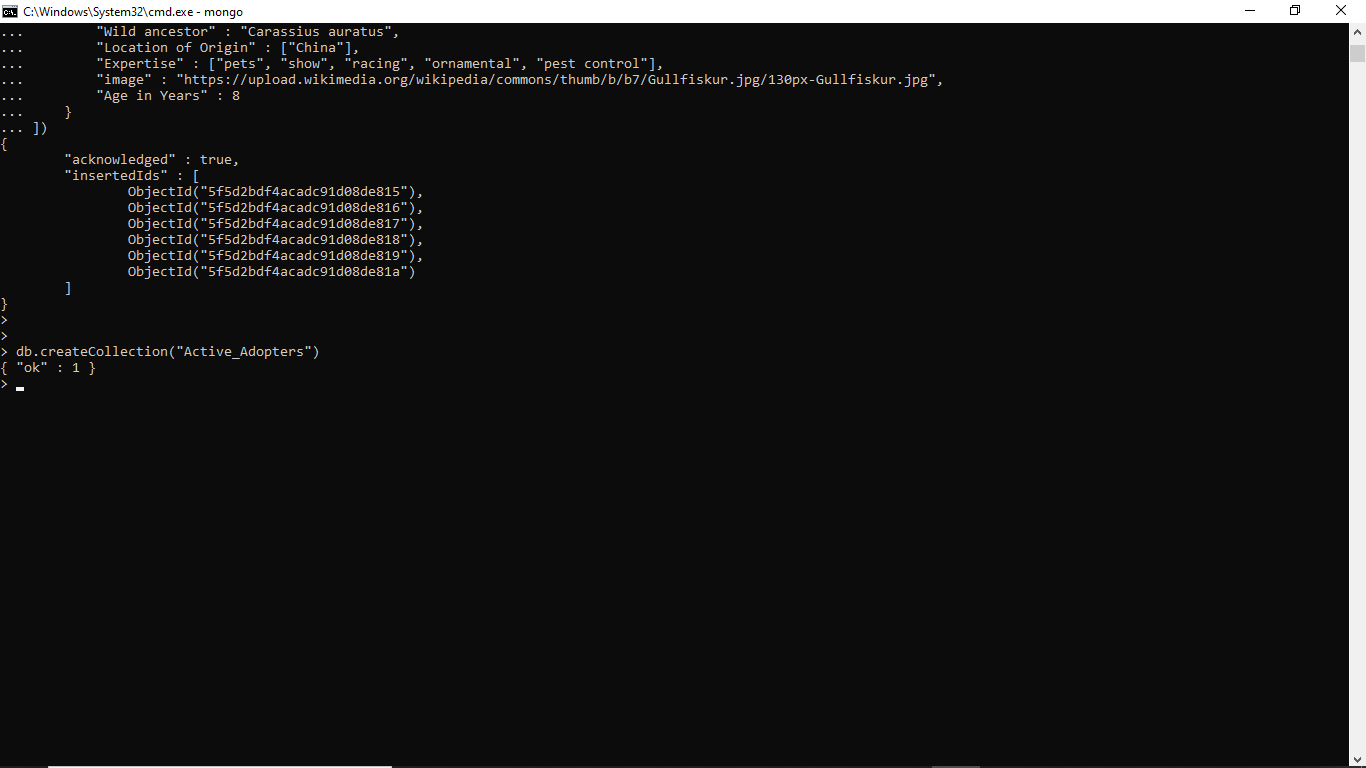 C:\Windows\System32\cmd.exe - mongo
...         "Wild ancestor" : "Carassius auratus",
...         "Location of Origin" : ["China"],
...         "Expertise" : ["pets", "show", "racing", "ornamental", "pest control"],
...         "image" : "https://upload.wikimedia.org/wikipedia/commons/thumb/b/b7/Gullfiskur.jpg/130px-Gullfiskur.jpg",
...         "Age in Years" : 8
...     }
... ])
{
        "acknowledged" : true,
        "insertedIds" : [
                ObjectId("5f5d2bdf4acadc91d08de815"),
                ObjectId("5f5d2bdf4acadc91d08de816"),
                ObjectId("5f5d2bdf4acadc91d08de817"),
                ObjectId("5f5d2bdf4acadc91d08de818"),
                ObjectId("5f5d2bdf4acadc91d08de819"),
                ObjectId("5f5d2bdf4acadc91d08de81a")
        ]
}
>
>
> db.createCollection("Active_Adopters")
{ "ok" : 1 }
>